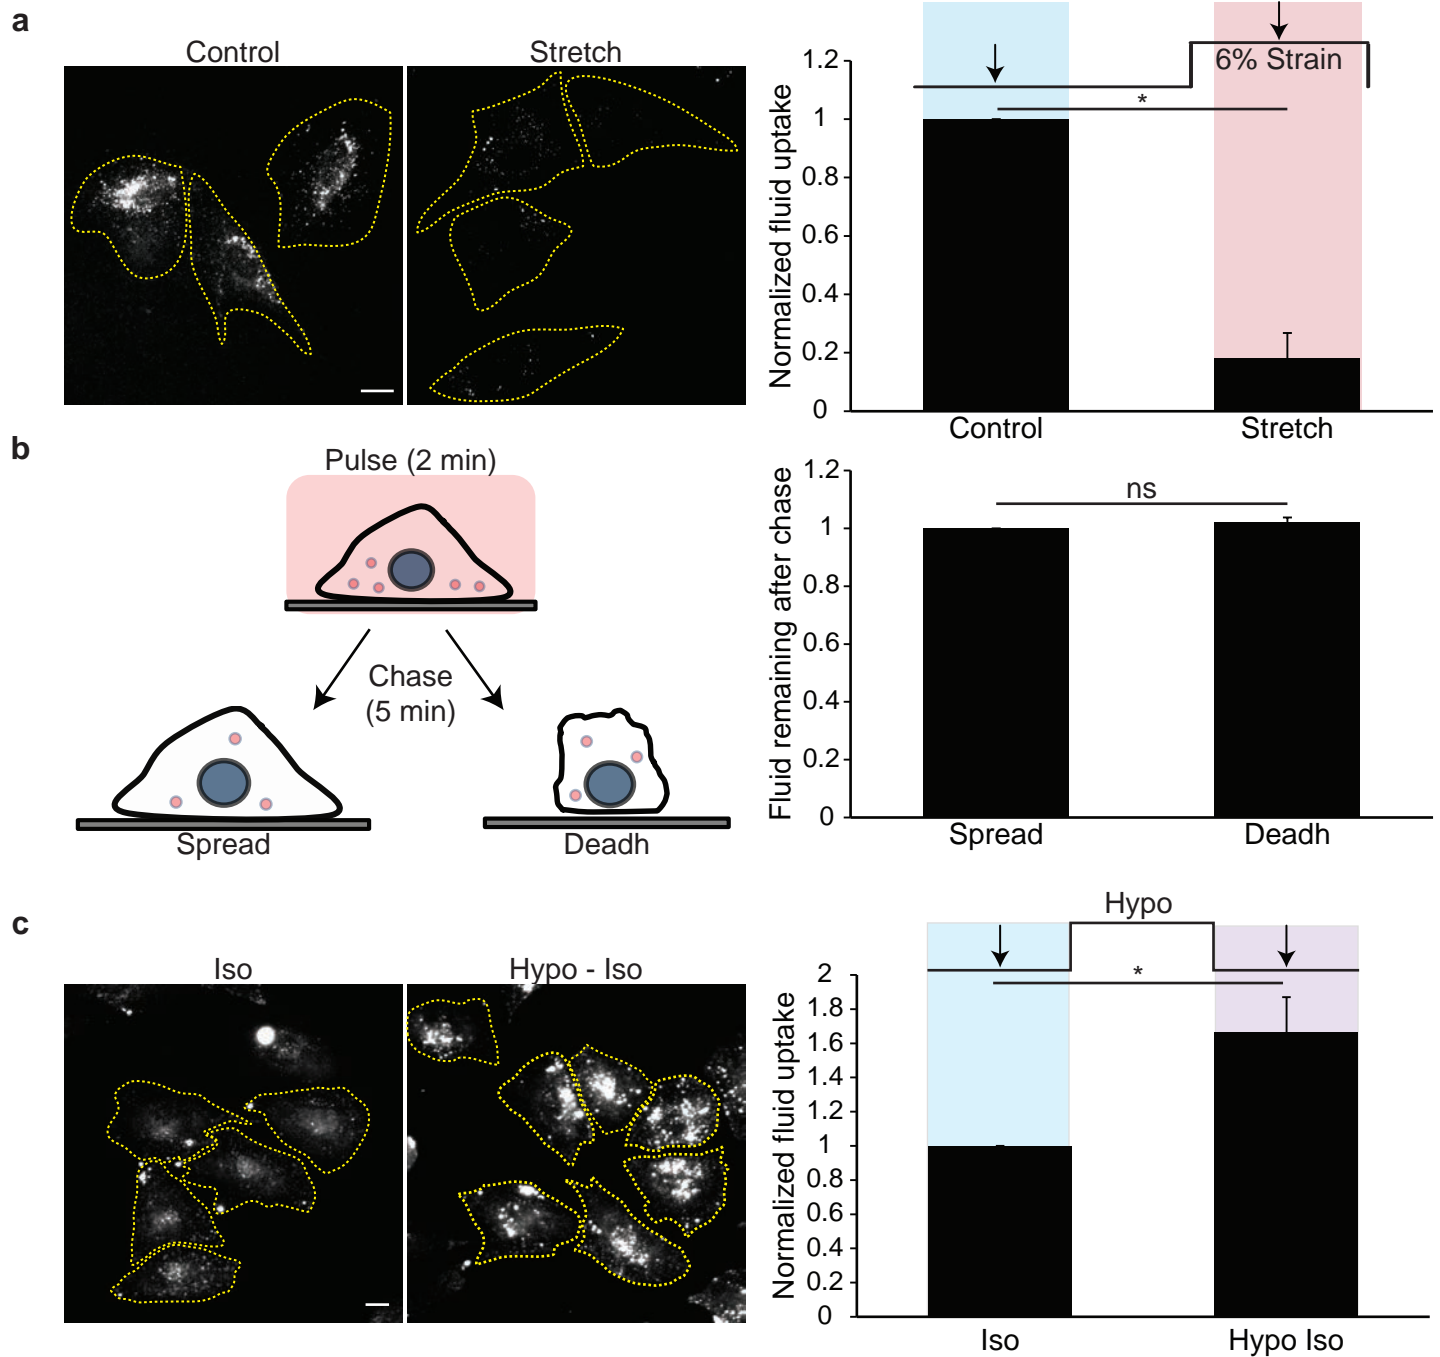 a
Control
Stretch
Normalized fluid uptake
1.2
1
0.8
0.6
0.4
0.2
0
6% Strain
*
Control
Stretch
b
Pulse (2 min)
Chase
(5 min)
Spread
Deadh
Fluid remaining after chase
1.2
1
0.8
0.6
0.4
0.2
0
ns
Spread
Deadh
c
Iso
Hypo - Iso
Normalized fluid uptake
2
1.8
1.6
1.4
1.2
1
0.8
0.6
0.4
0.2
0
Hypo
*
Iso
Hypo Iso